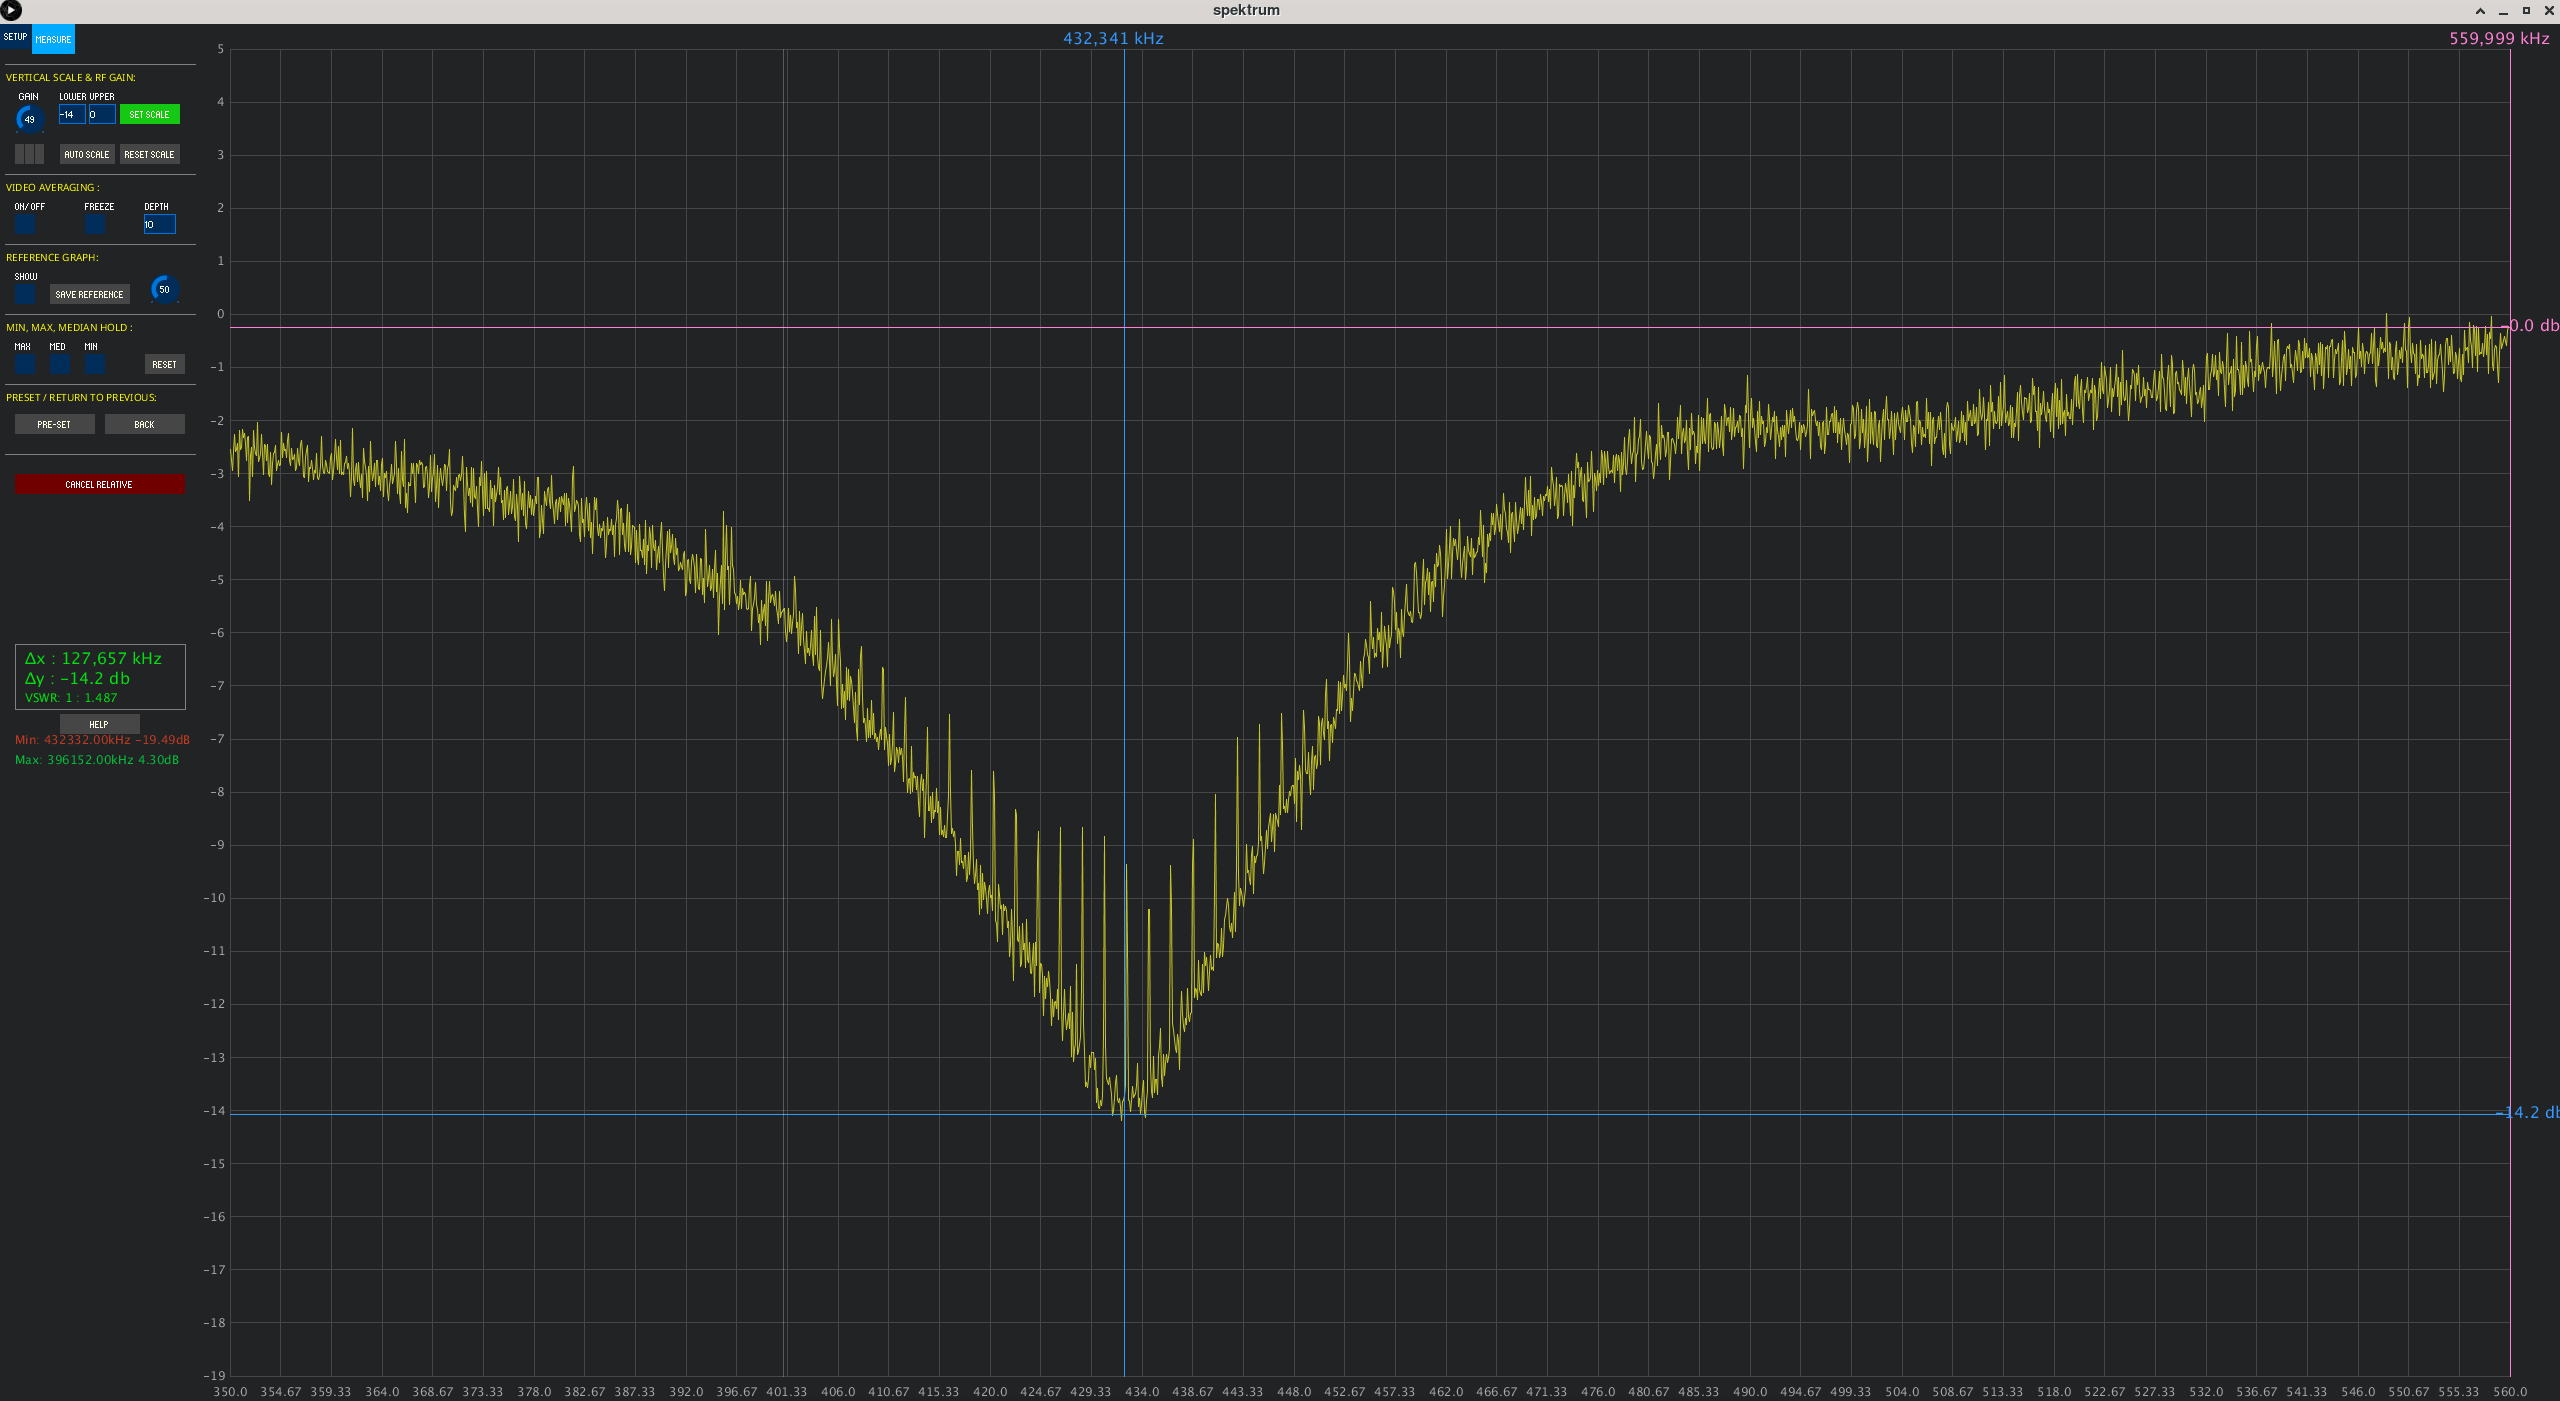 spektrum
SETUP MEASURE
432,341 kHz
559,999 kHz
VERTICAL SCALE & RF GAIN:
GAIN LOWER UPPER
49 -14 0 SET SCALE
AUTO SCALE RESET SCALE
VIDEO AVERAGING :
ON/OFF FREEZE DEPTH
10
REFERENCE GRAPH:
SHOW
SAVE REFERENCE 50
MIN, MAX, MEDIAN HOLD :
MAX MED MIN
RESET
PRESET / RETURN TO PREVIOUS:
PRE-SET BACK
CANCEL RELATIVE
Δx : 127,657 kHz
Δy : -14.2 db
VSWR: 1 : 1.487
HELP
Min: 432332.00kHz -19.49dB
Max: 396152.00kHz 4.30dB
5
4
3
2
1
0
-1
-2
-3
-4
-5
-6
-7
-7
-8
-9
-10
-11
-12
-13
-14
-15
-16
-17
-18
-19
-0.0 db
-14.2 db
350.0 354.67 359.33 364.0 368.67 373.33 378.0 382.67 387.33 392.0 396.67 401.33 406.0 410.67 415.33 420.0 424.67 429.33 434.0 438.67 443.33 448.0 452.67 457.33 462.0 466.67 471.33 476.0 480.67 485.33 490.0 494.67 499.33 504.0 508.67 513.33 518.0 522.67 527.33 532.0 536.67 541.33 546.0 550.67 555.33 560.0